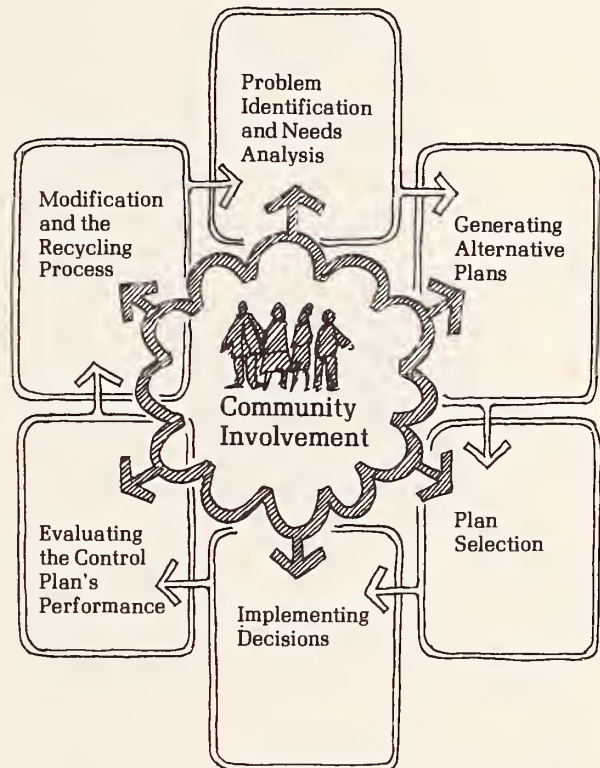 Problem
Identification
and Needs
Analysis
Generating
Alternative
Plans
Plan
Selection
Implementing
Decisions
Evaluating
the Control
Plan's
Performance
Modification
and the
Recycling
Process
Community
Involvement